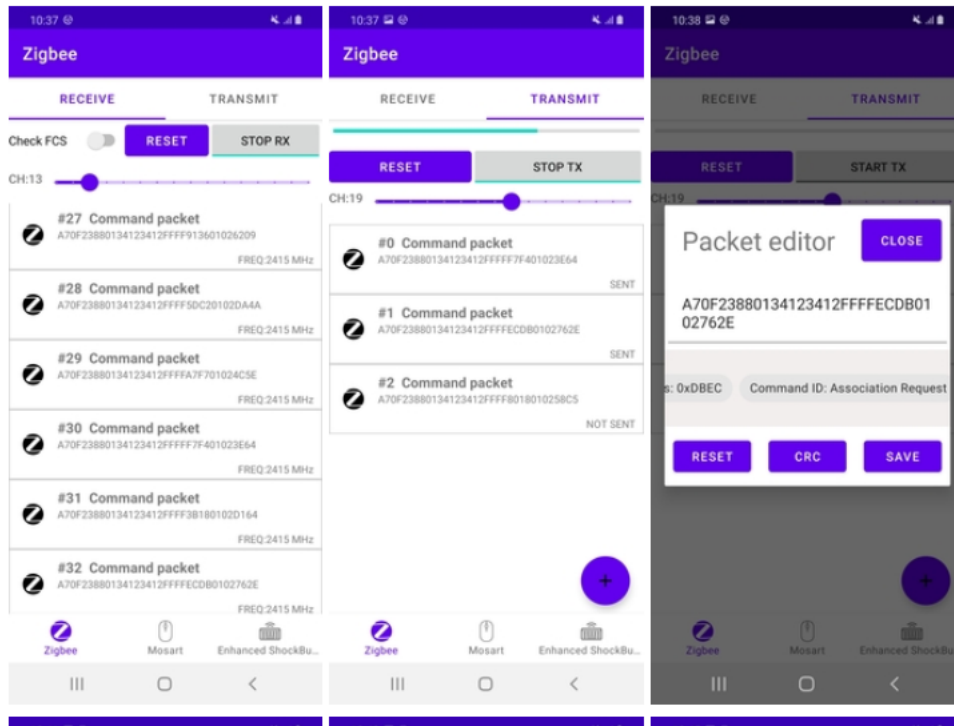 10:37
Zigbee
RECEIVE TRANSMIT
Check FCS RESET STOP RX
CH:13
#27 Command packet
A70F23880134123412FFFF913601026209
FREQ:2415 MHz
#28 Command packet
A70F23880134123412FFFF5DC20102DA4A
FREQ:2415 MHz
#29 Command packet
A70F23880134123412FFFFA7F701024C5E
FREQ:2415 MHz
#30 Command packet
A70F23880134123412FFFFF7F401023E64
FREQ:2415 MHz
#31 Command packet
A70F23880134123412FFFF3B180102D164
FREQ:2415 MHz
#32 Command packet
A70F23880134123412FFFFECDB0102762E
FREQ:2415 MHz
Zigbee Mosart Enhanced ShockBu...
10:37
Zigbee
RECEIVE TRANSMIT
RESET STOP TX
CH:19
#0 Command packet
A70F23880134123412FFFFF7F401023E64
SENT
#1 Command packet
A70F23880134123412FFFFECDB0102762E
SENT
#2 Command packet
A70F23880134123412FFFF8018010258C5
NOT SENT
+
Zigbee Mosart Enhanced ShockBu...
10:38
Zigbee
RECEIVE TRANSMIT
RESET START TX
CH:19
Packet editor CLOSE
A70F23880134123412FFFFECDB01
02762E
s: 0xDBEC Command ID: Association Request
RESET CRC SAVE
+
Zigbee Mosart Enhanced ShockBu